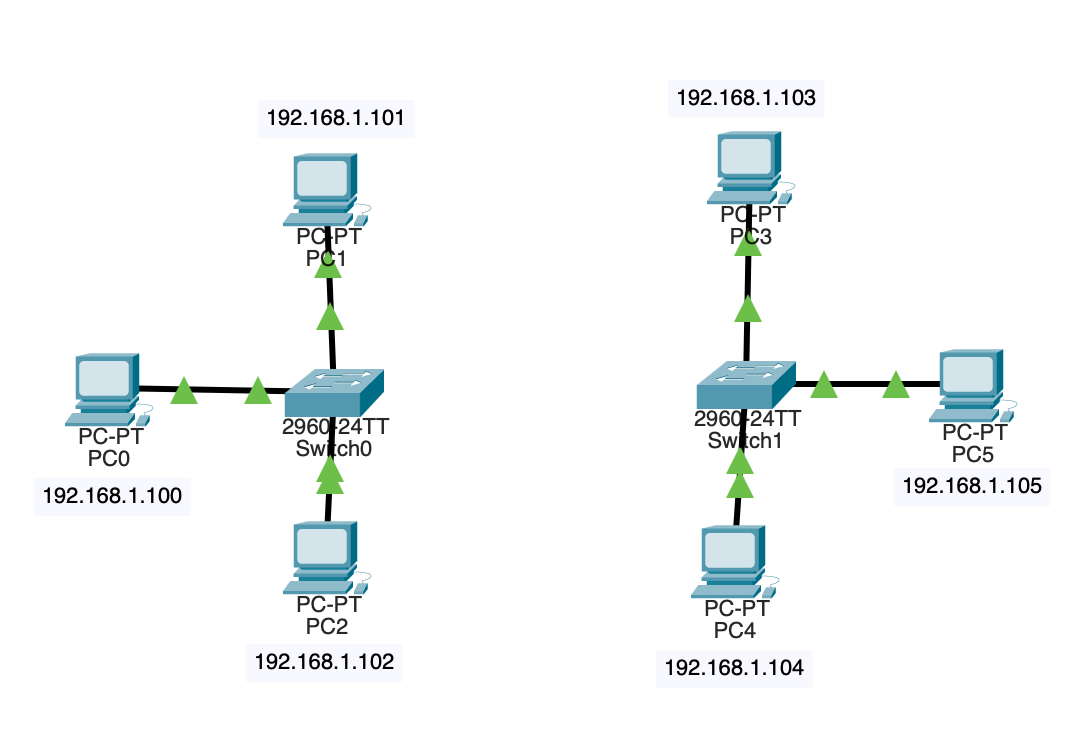 192.168.1.101
PC-PT
PC1
192.168.1.103
PC-PT
PC3
PC-PT
PC0
192.168.1.100
2960-24TT
Switch0
2960-24TT
Switch1
PC-PT
PC5
192.168.1.105
PC-PT
PC2
192.168.1.102
PC-PT
PC4
192.168.1.104